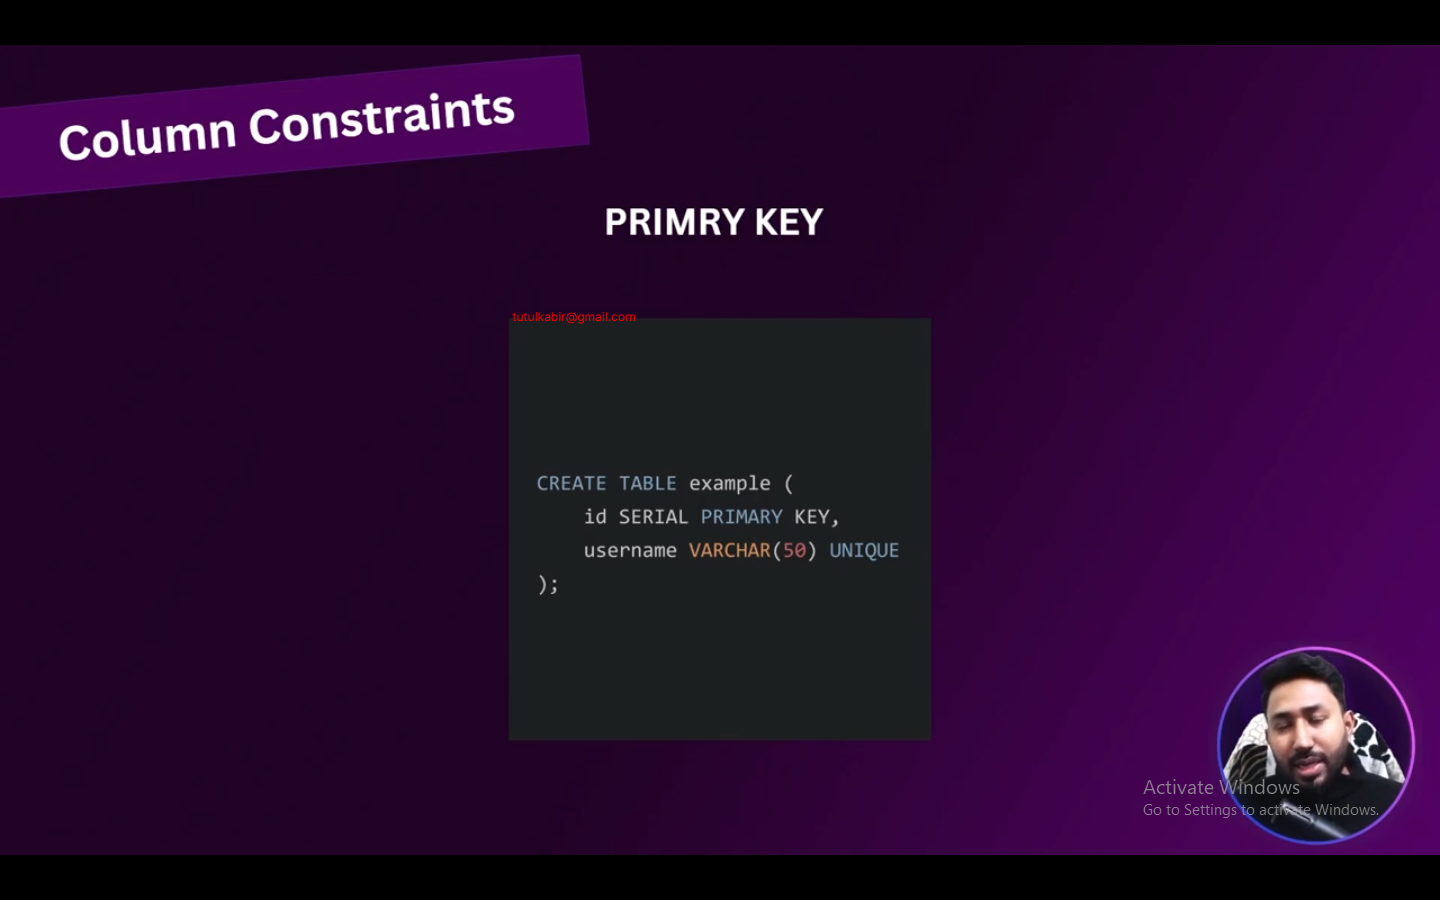 Column Constraints
PRIMRY KEY
tutulkabir@gmail.com
CREATE TABLE example (
    id SERIAL PRIMARY KEY,
    username VARCHAR(50) UNIQUE
);
Activate Windows
Go to Settings to activate Windows.